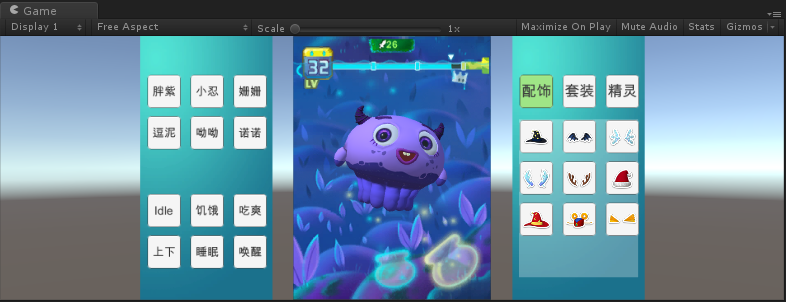 Game
Display 1 Free Aspect Scale 1x Maximize On Play Mute Audio Stats Gizmos
胖紫 小忍 姗姗
逗泥 呦呦 诺诺
Idle 饥饿 吃爽
上下 睡眠 唤醒
26
32
LV
配饰 套装 精灵